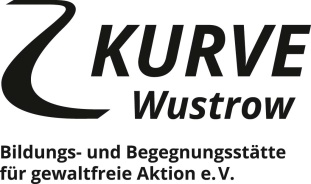 KURVE
Wustrow
Bildungs- und Begegnungsstätte
für gewaltfreie Aktion e. V.